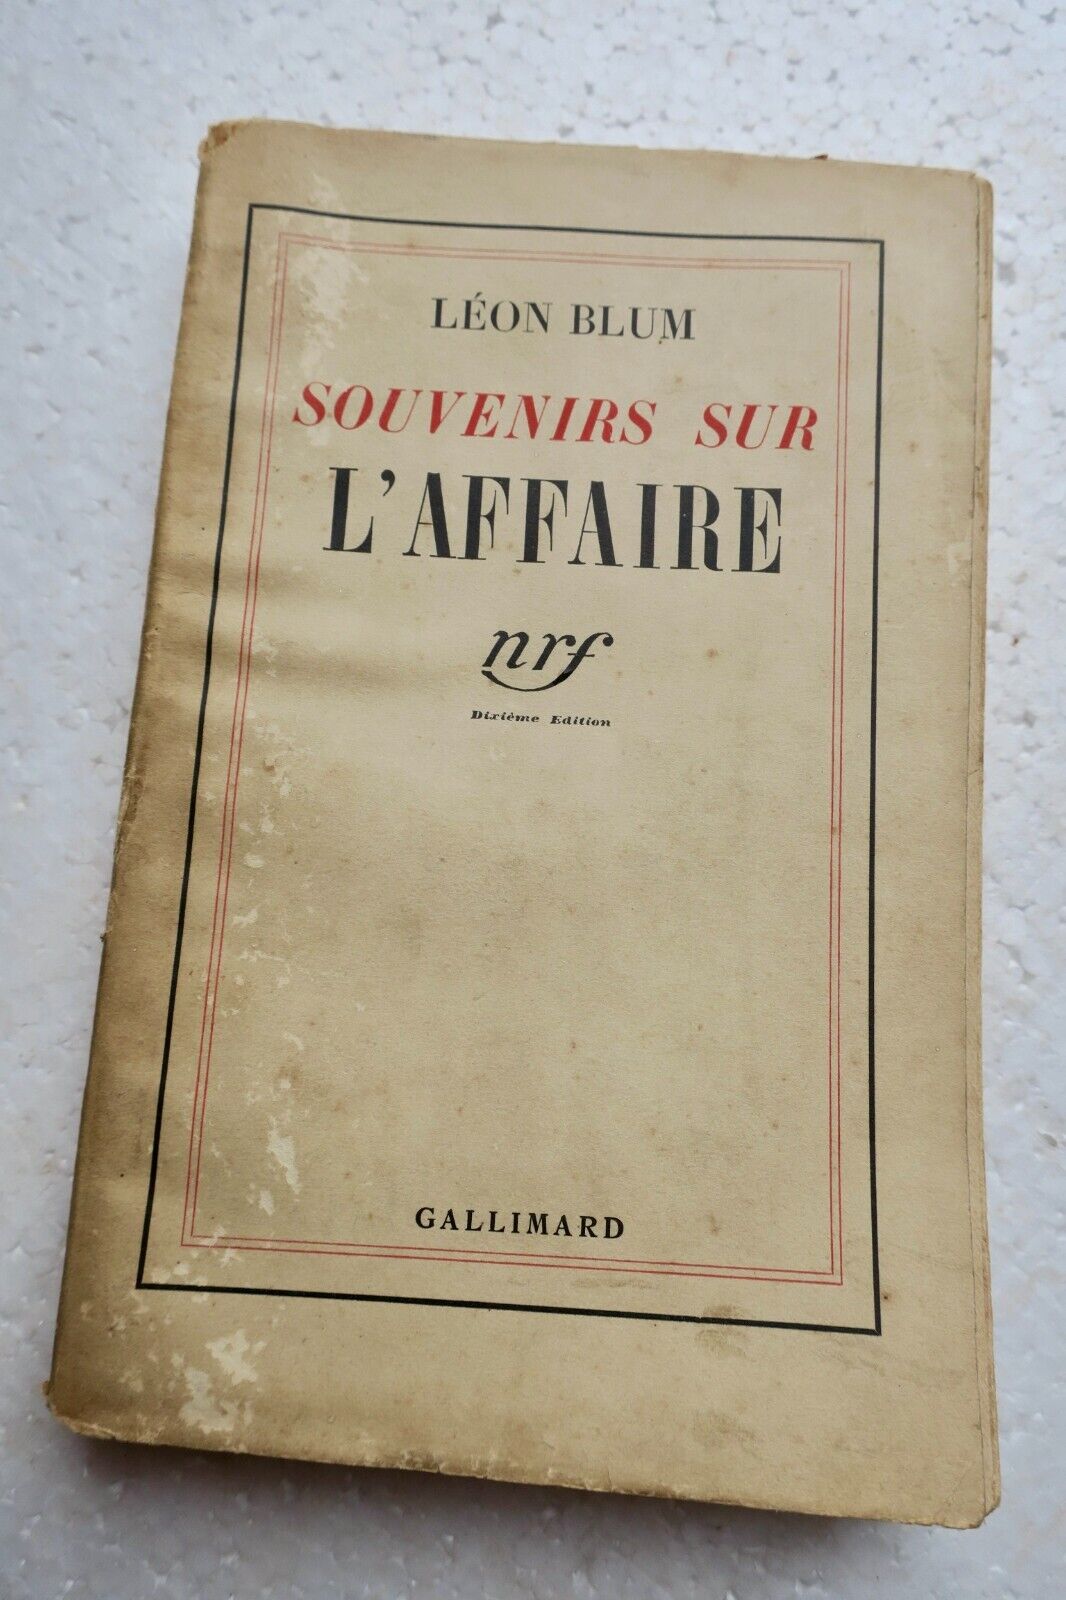 LÉON BLUM
SOUVENIRS SUR
L'AFFAIRE
nrf
Dixième Edition
GALLIMARD